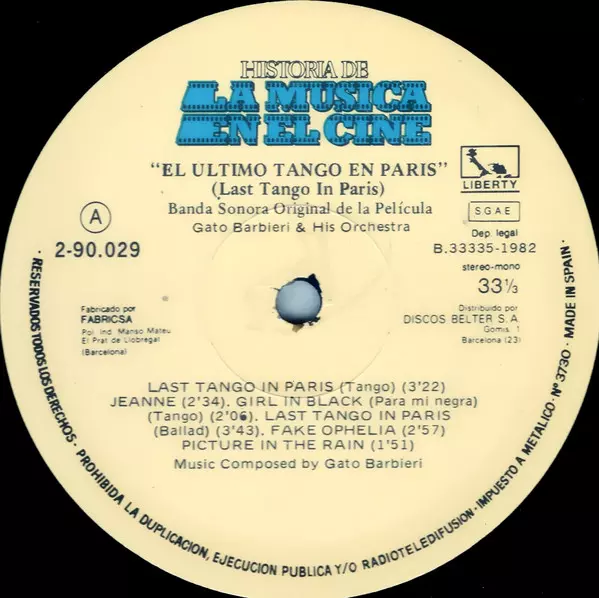 HISTORIA DE
LA MUSICA
EN EL CINE
"EL ULTIMO TANGO EN PARIS"
(Last Tango In Paris)
Banda Sonora Original de la Película
Gato Barbieri & His Orchestra
LIBERTY
SGAE
Dep. legal
B.33335-1982
stereo-mono
33 1/3
A
2-90.029
Fabricado por
FABRICSA
Pol. Ind. Manso Mateu
El Prat de Llobregat
(Barcelona)
Distribuido por
DISCOS BELTER S.A.
Gomis, 1
Barcelona (23)
LAST TANGO IN PARIS (Tango) (3'22)
JEANNE (2'34), GIRL IN BLACK (Para mi negra)
(Tango) (2'06), LAST TANGO IN PARIS
(Ballad) (3'43), FAKE OPHELIA (2'57)
PICTURE IN THE RAIN (1'51)
Music Composed by Gato Barbieri
· RESERVADOS TODOS LOS DERECHOS · PROHIBIDA LA DUPLICACION, EJECUCION PUBLICA Y/O RADIOTELEDIFUSION · IMPUESTO A METALICO · Nº 3730 · MADE IN SPAIN ·